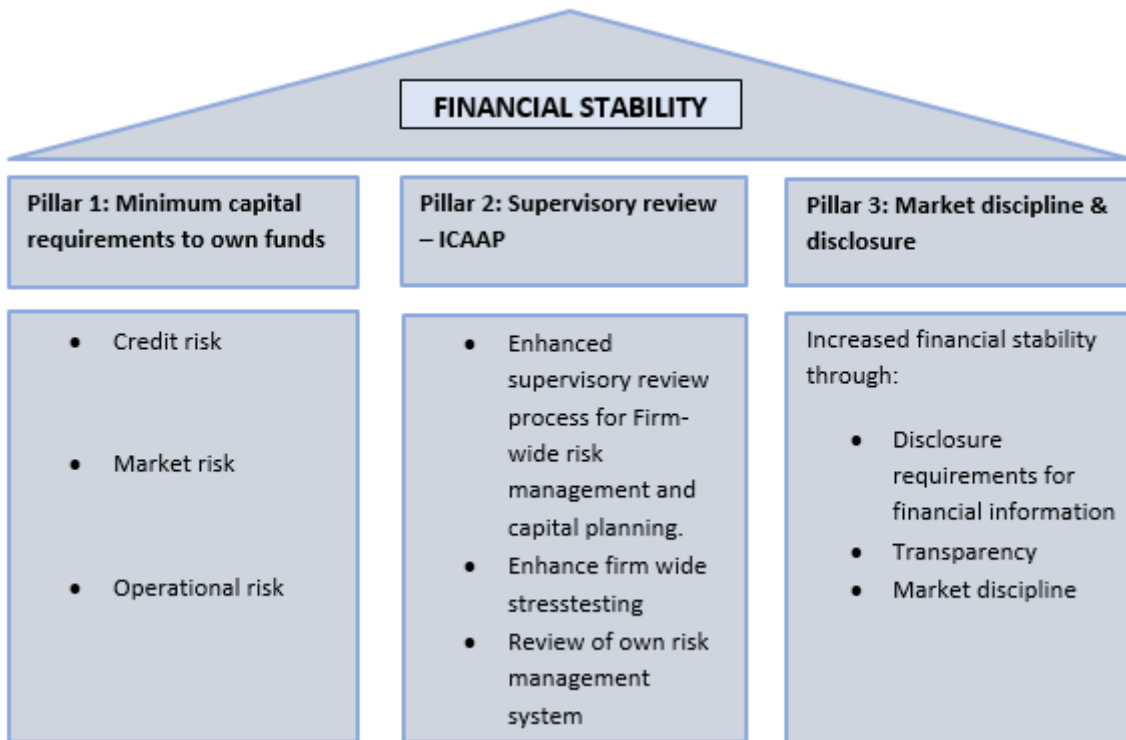 FINANCIAL STABILITY
Pillar 1: Minimum capital
requirements to own funds
• Credit risk
• Market risk
• Operational risk
Pillar 2: Supervisory review
– ICAAP
• Enhanced
supervisory review
process for Firm-
wide risk
management and
capital planning.
• Enhance firm wide
stresstesting
• Review of own risk
management
system
Pillar 3: Market discipline &
disclosure
Increased financial stability
through:
• Disclosure
requirements for
financial information
• Transparency
• Market discipline